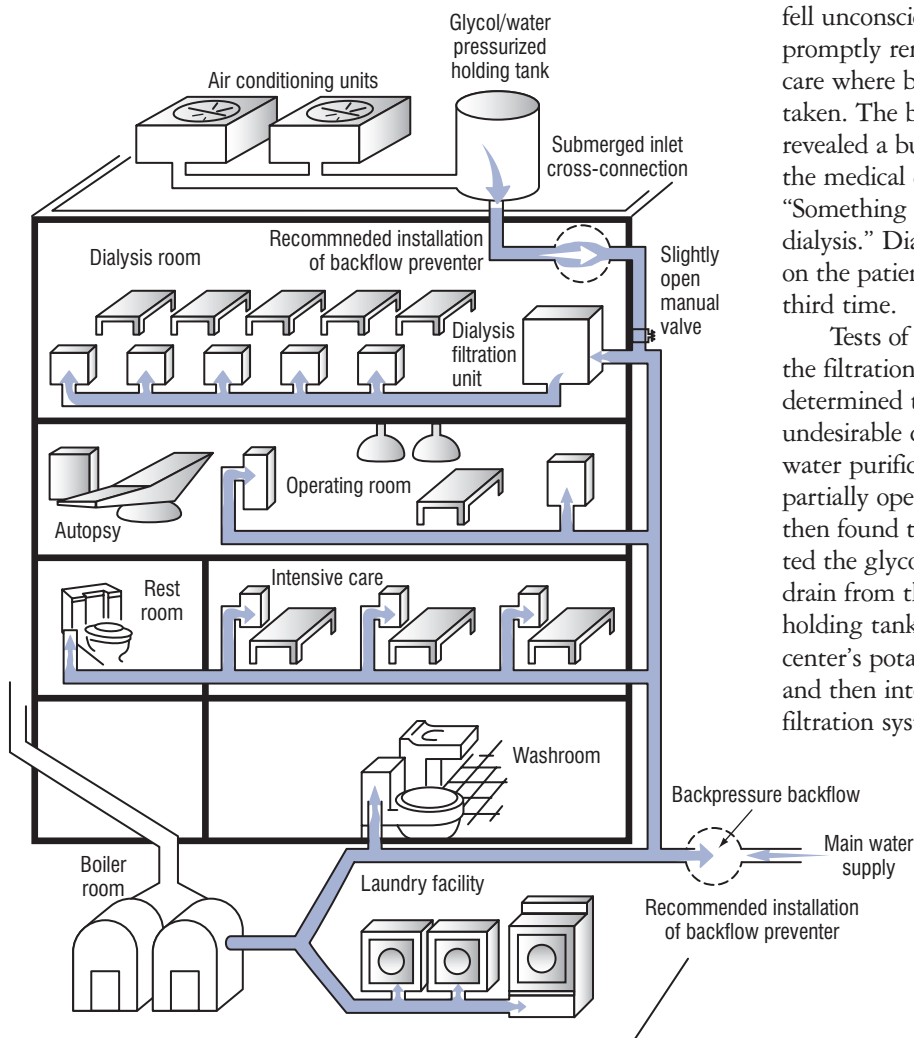 Glycol/water
pressurized
holding tank
Air conditioning units
Submerged inlet
cross-connection
Recommneded installation
of backflow preventer
Dialysis room
Slightly
open
manual
valve
Dialysis
filtration
unit
Operating room
Autopsy
Rest
room
Intensive care
Washroom
Backpressure backflow
Main water
supply
Boiler
room
Laundry facility
Recommended installation
of backflow preventer
fell unconsci
promptly ren
care where b
taken. The b
revealed a bu
the medical
“Something
dialysis.” Dia
on the patien
third time.
Tests of
the filtration
determined t
undesirable c
water purific
partially ope
then found t
ted the glyco
drain from th
holding tank
center’s pota
and then int
filtration sys